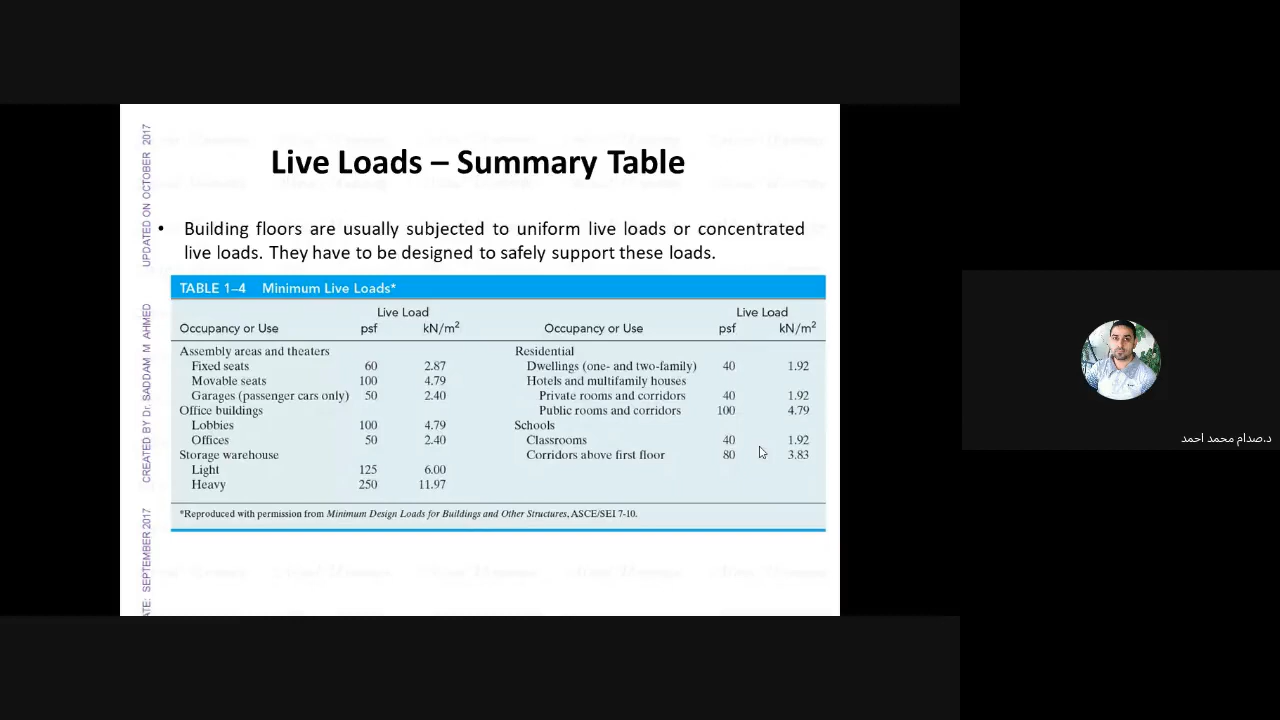 Live Loads – Summary Table
• Building floors are usually subjected to uniform live loads or concentrated
live loads. They have to be designed to safely support these loads.
TABLE 1–4 Minimum Live Loads*
Live Load Live Load
Occupancy or Use psf kN/m² Occupancy or Use psf kN/m²
Assembly areas and theaters Residential
Fixed seats 60 2.87 Dwellings (one- and two-family) 40 1.92
Movable seats 100 4.79 Hotels and multifamily houses
Garages (passenger cars only) 50 2.40 Private rooms and corridors 40 1.92
Office buildings Public rooms and corridors 100 4.79
Lobbies 100 4.79 Schools
Offices 50 2.40 Classrooms 40 1.92
Storage warehouse Corridors above first floor 80 3.83
Light 125 6.00
Heavy 250 11.97
*Reproduced with permission from Minimum Design Loads for Buildings and Other Structures, ASCE/SEI 7-10.
ATE: SEPTEMBER 2017 CREATED BY Dr. SADDAM M AHMED UPDATED ON OCTOBER 2017
د.صدام محمد احمد